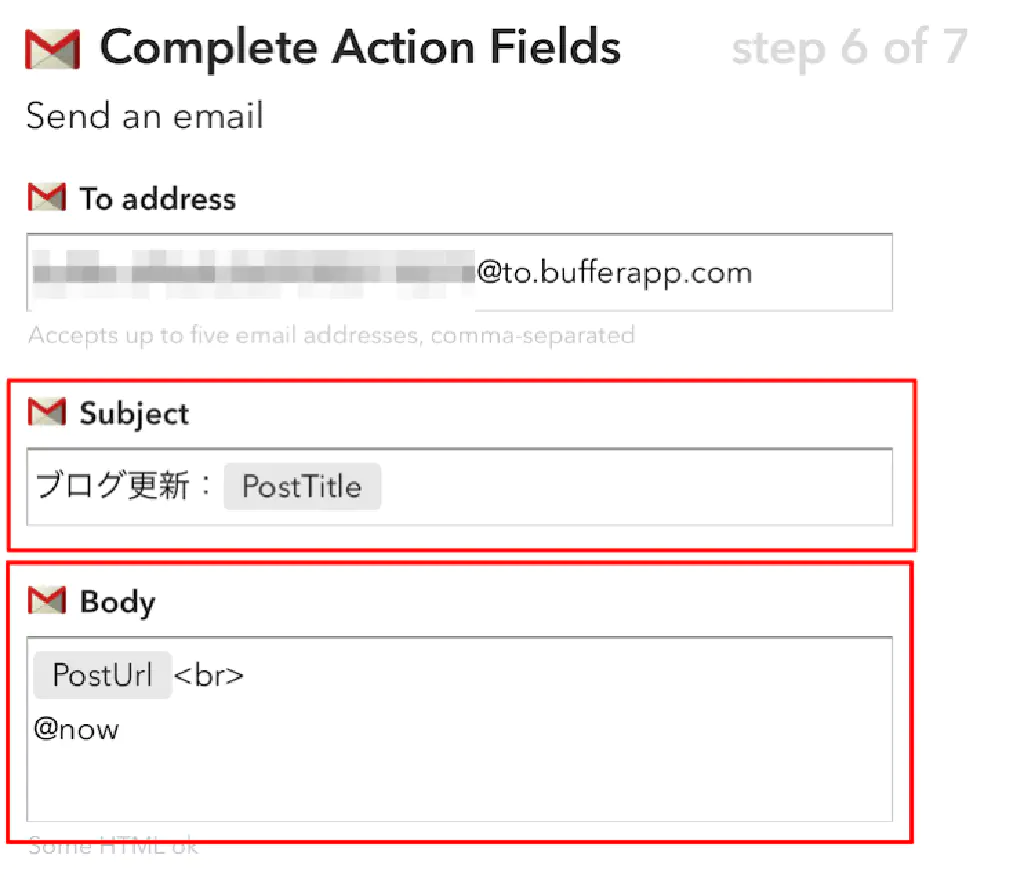 Complete Action Fields
step 6 of 7
Send an email
To address
@to.bufferapp.com
Accepts up to five email addresses, comma-separated
Subject
ブログ更新： PostTitle
Body
PostUrl <br>
@now
Some HTML ok